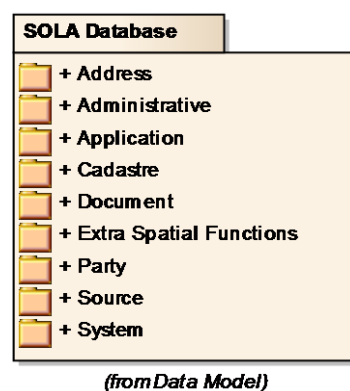 SOLA Database
+ Address
+ Administrative
+ Application
+ Cadastre
+ Document
+ Extra Spatial Functions
+ Party
+ Source
+ System
(from Data Model)